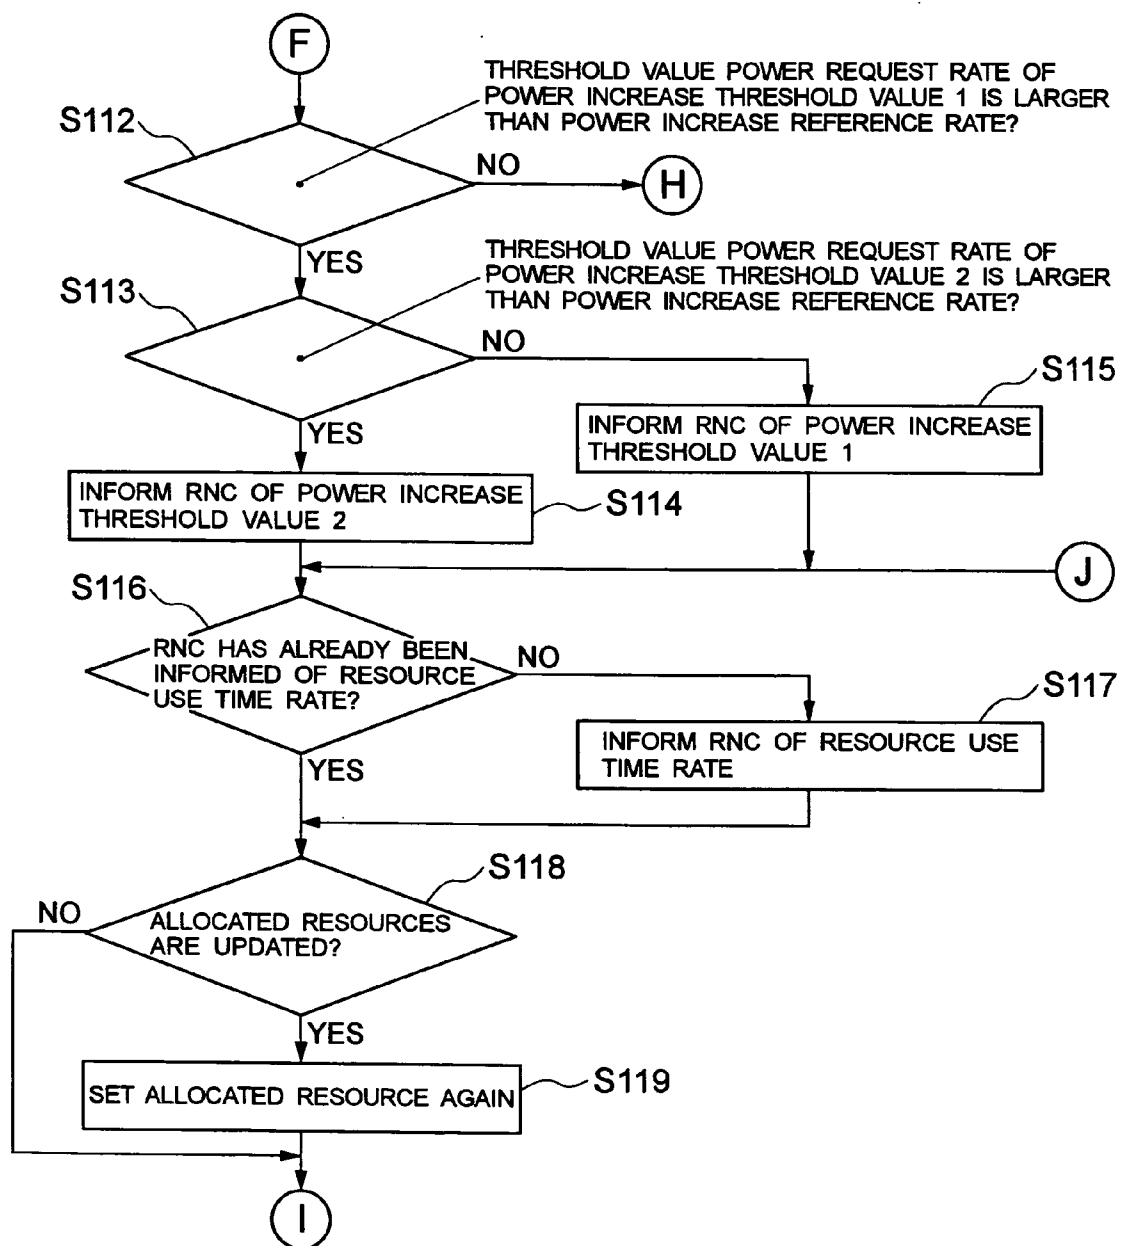 F
THRESHOLD VALUE POWER REQUEST RATE OF
POWER INCREASE THRESHOLD VALUE 1 IS LARGER
THAN POWER INCREASE REFERENCE RATE?
S112
NO
H
YES
THRESHOLD VALUE POWER REQUEST RATE OF
POWER INCREASE THRESHOLD VALUE 2 IS LARGER
THAN POWER INCREASE REFERENCE RATE?
S113
NO
S115
INFORM RNC OF POWER INCREASE
THRESHOLD VALUE 1
YES
INFORM RNC OF POWER INCREASE
THRESHOLD VALUE 2
S114
J
S116
RNC HAS ALREADY BEEN
INFORMED OF RESOURCE
USE TIME RATE?
NO
S117
INFORM RNC OF RESOURCE USE
TIME RATE
YES
S118
NO
ALLOCATED RESOURCES
ARE UPDATED?
YES
SET ALLOCATED RESOURCE AGAIN
S119
I